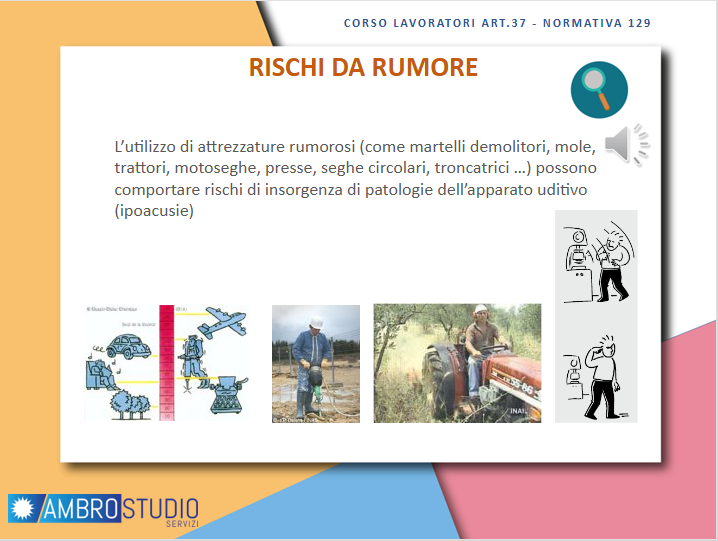 CORSO LAVORATORI ART.37 - NORMATIVA 129
RISCHI DA RUMORE
L'utilizzo di attrezzature rumorosi (come martelli demolitori, mole,
trattori, motoseghe, presse, seghe circolari, troncatrici ...) possono
comportare rischi di insorgenza di patologie dell'apparato uditivo
(ipoacusie)
INAIL
AMBROSTUDIO
SERVIZI